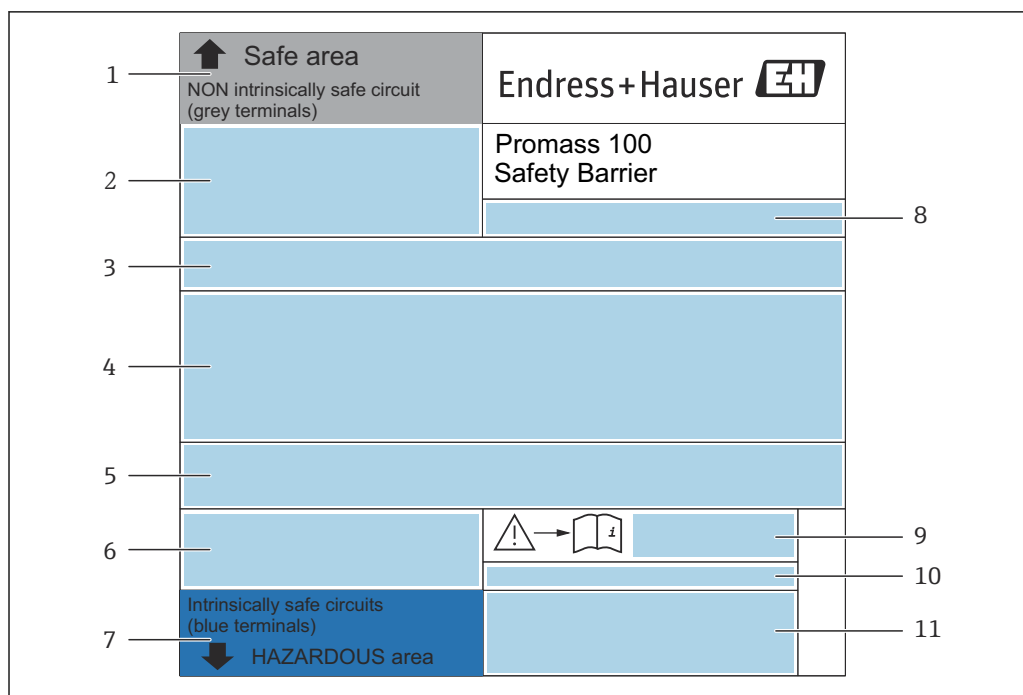 1
Safe area
NON intrinsically safe circuit
(grey terminals)
Endress+Hauser EH
Promass 100
Safety Barrier
2
8
3
4
5
6
i
9
10
Intrinsically safe circuits
(blue terminals)
7
HAZARDOUS area
11